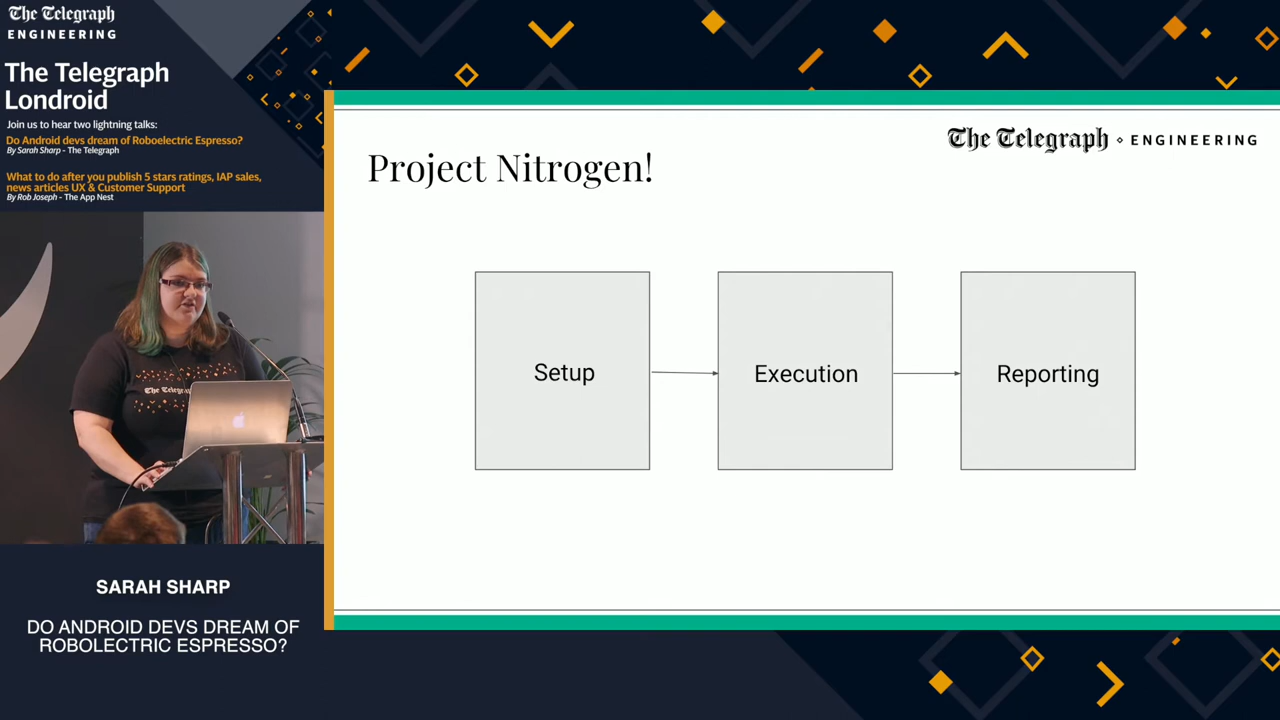 The Telegraph
ENGINEERING
The Telegraph
Londroid
Join us to hear two lightning talks:
Do Android devs dream of Roboelectric Espresso?
By Sarah Sharp - The Telegraph
What to do after you publish 5 stars ratings, IAP sales,
news articles UX & Customer Support
By Rob Joseph - The App Nest
The Telegraph
SARAH SHARP
DO ANDROID DEVS DREAM OF
ROBOLECTRIC ESPRESSO?
The Telegraph ENGINEERING
Project Nitrogen!
Setup
Execution
Reporting